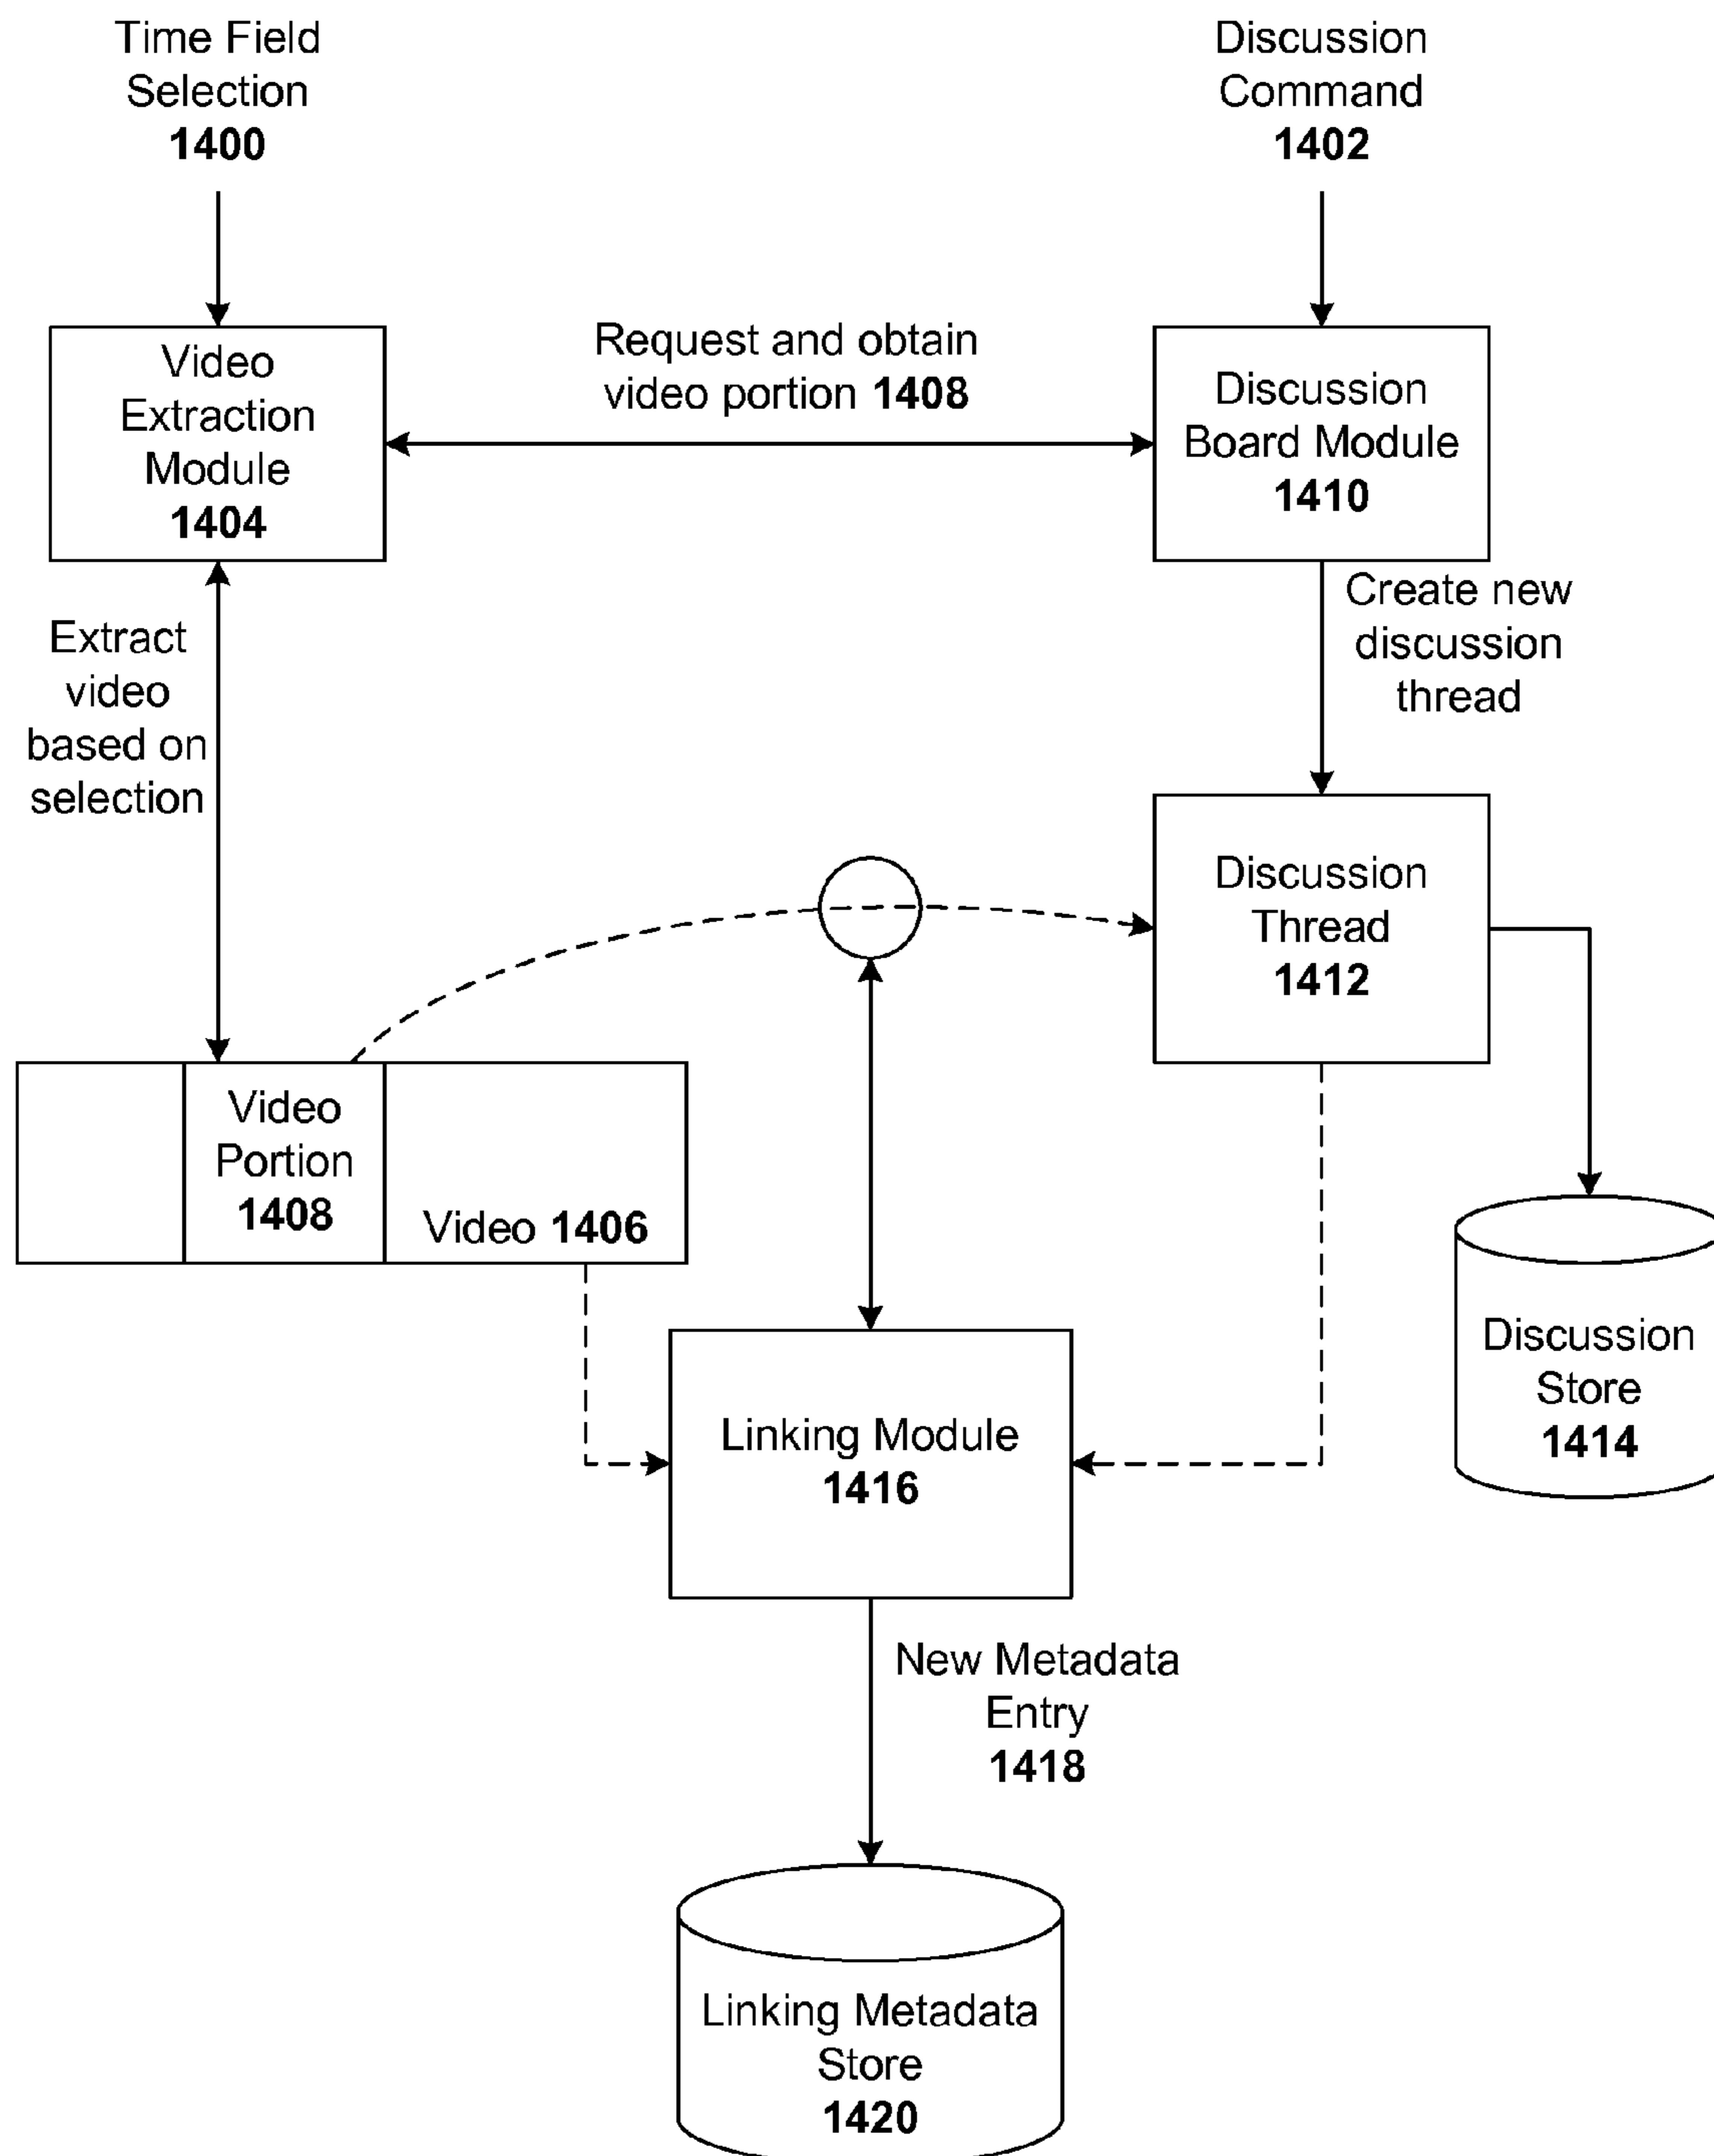 Time Field
Selection
1400
Discussion
Command
1402
Video
Extraction
Module
1404
Request and obtain
video portion 1408
Discussion
Board Module
1410
Extract
video
based on
selection
Create new
discussion
thread
Discussion
Thread
1412
Video
Portion
1408
Video 1406
Discussion
Store
1414
Linking Module
1416
New Metadata
Entry
1418
Linking Metadata
Store
1420